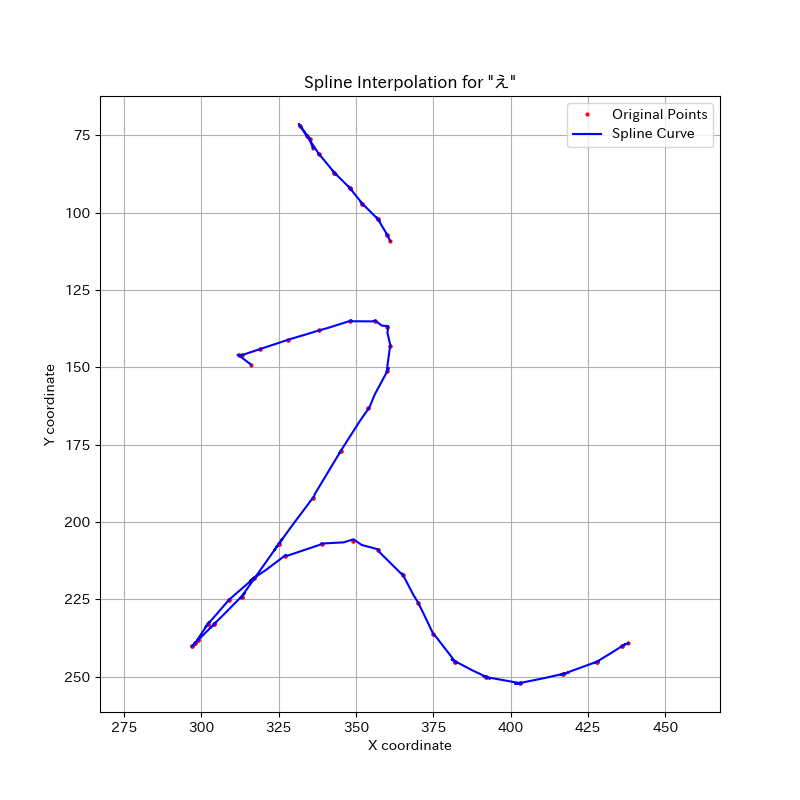 Spline Interpolation for "え"
Original Points
Spline Curve
Y coordinate
75
100
125
150
175
200
225
250
275 300 325 350 375 400 425 450
X coordinate
え